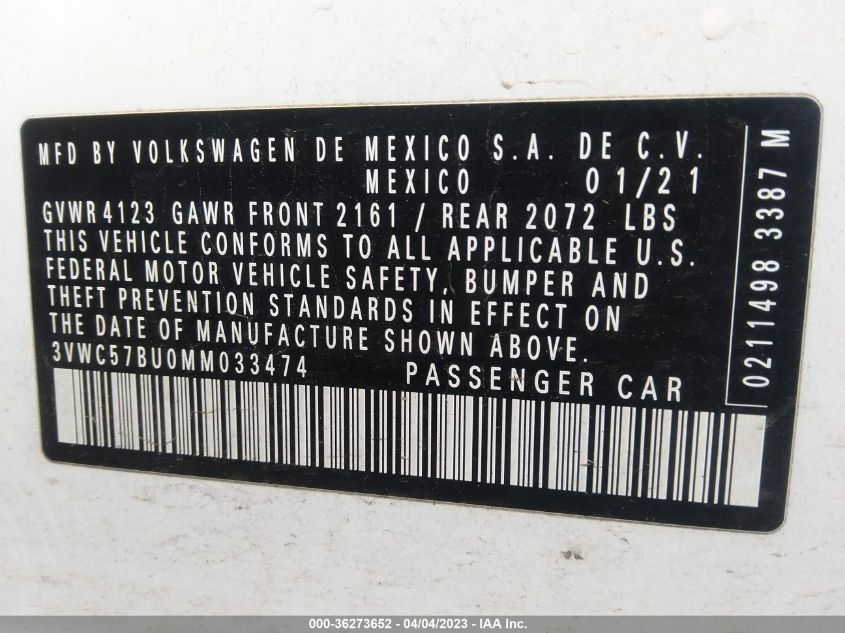 MFD BY VOLKSWAGEN DE MEXICO S.A. DE C.V.
MEXICO 01/21
GVWR 4123 GAWR FRONT 2161 / REAR 2072 LBS
THIS VEHICLE CONFORMS TO ALL APPLICABLE U.S.
FEDERAL MOTOR VEHICLE SAFETY, BUMPER AND
THEFT PREVENTION STANDARDS IN EFFECT ON
THE DATE OF MANUFACTURE SHOWN ABOVE.
3VWC57BU0MM033474 PASSENGER CAR
0211498 3387 M
000-36273652 - 04/04/2023 - IAA Inc.